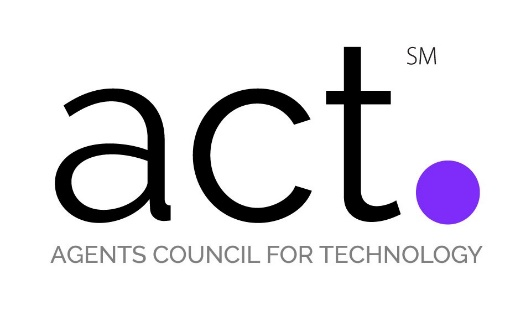 act. SM
AGENTS COUNCIL FOR TECHNOLOGY